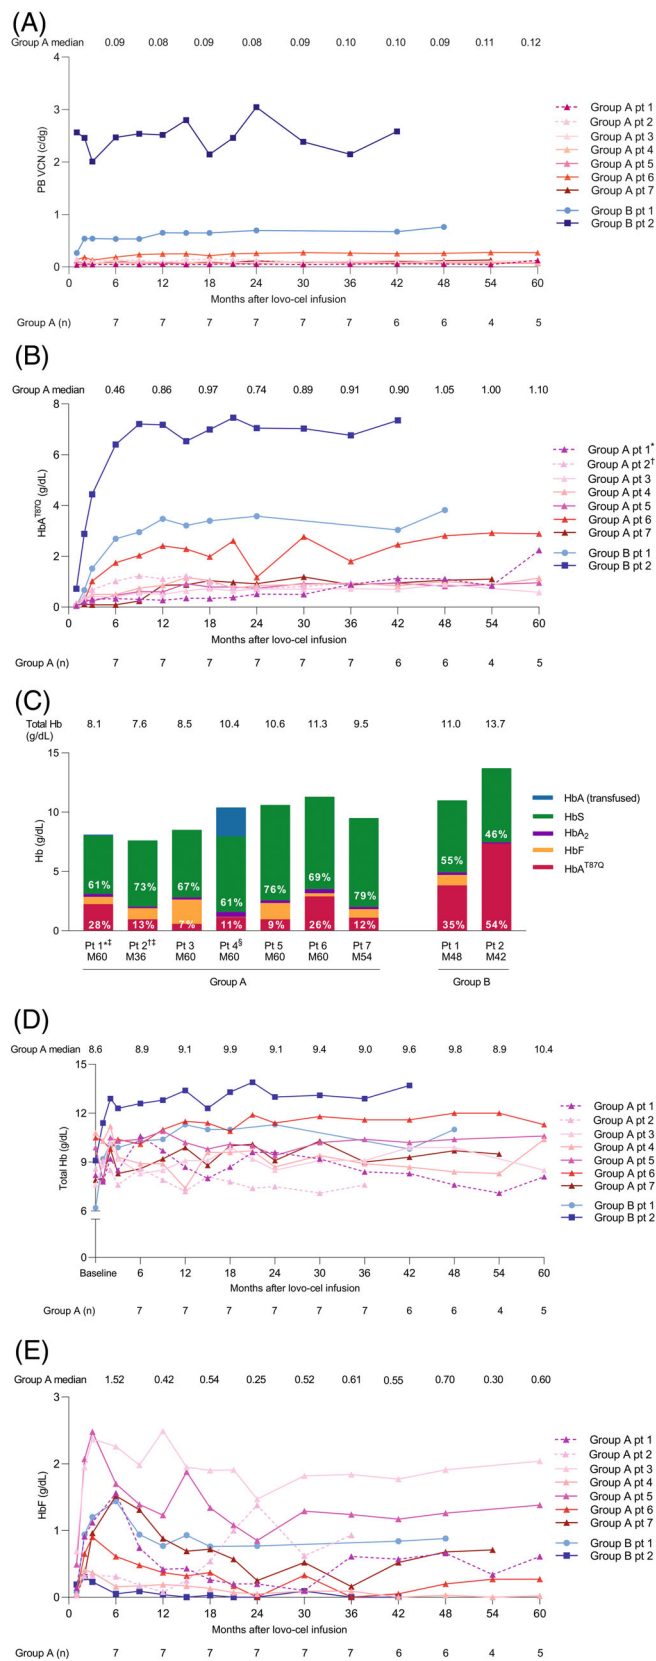 (A)
Group A median 0.09 0.08 0.09 0.08 0.09 0.10 0.10 0.09 0.11 0.12
4
3
2
1
0
PB VCN (c/dg)
0 6 12 18 24 30 36 42 48 54 60
Months after lovo-cel infusion
Group A (n) 7 7 7 7 7 7 6 6 4 5
Group A pt 1
Group A pt 2
Group A pt 3
Group A pt 4
Group A pt 5
Group A pt 6
Group A pt 7
Group B pt 1
Group B pt 2
(B)
Group A median 0.46 0.86 0.97 0.74 0.89 0.91 0.90 1.05 1.00 1.10
8
6
4
2
0
HbA^T87Q (g/dL)
0 6 12 18 24 30 36 42 48 54 60
Months after lovo-cel infusion
Group A (n) 7 7 7 7 7 7 6 6 4 5
Group A pt 1*
Group A pt 2†
Group A pt 3
Group A pt 4
Group A pt 5
Group A pt 6
Group A pt 7
Group B pt 1
Group B pt 2
(C)
Total Hb 8.1 7.6 8.5 10.4 10.6 11.3 9.5 11.0 13.7
(g/dL)
15
10
5
0
Hb (g/dL)
61% 73% 67% 61% 76% 69% 79% 55% 46%
28% 13% 7% 11% 9% 26% 12% 35% 54%
Pt 1*‡ Pt 2†‡ Pt 3 Pt 4§ Pt 5 Pt 6 Pt 7 Pt 1 Pt 2
M60 M36 M60 M60 M60 M60 M54 M48 M42
Group A Group B
HbA (transfused)
HbS
HbA2
HbF
HbA^T87Q
(D)
Group A median 8.6 8.9 9.1 9.9 9.1 9.4 9.0 9.6 9.8 8.9 10.4
15
12
9
6
0
Total Hb (g/dL)
Baseline 6 12 18 24 30 36 42 48 54 60
Months after lovo-cel infusion
Group A (n) 7 7 7 7 7 7 6 6 4 5
Group A pt 1
Group A pt 2
Group A pt 3
Group A pt 4
Group A pt 5
Group A pt 6
Group A pt 7
Group B pt 1
Group B pt 2
(E)
Group A median 1.52 0.42 0.54 0.25 0.52 0.61 0.55 0.70 0.30 0.60
3
2
1
0
HbF (g/dL)
0 6 12 18 24 30 36 42 48 54 60
Months after lovo-cel infusion
Group A (n) 7 7 7 7 7 7 6 6 4 5
Group A pt 1
Group A pt 2
Group A pt 3
Group A pt 4
Group A pt 5
Group A pt 6
Group A pt 7
Group B pt 1
Group B pt 2